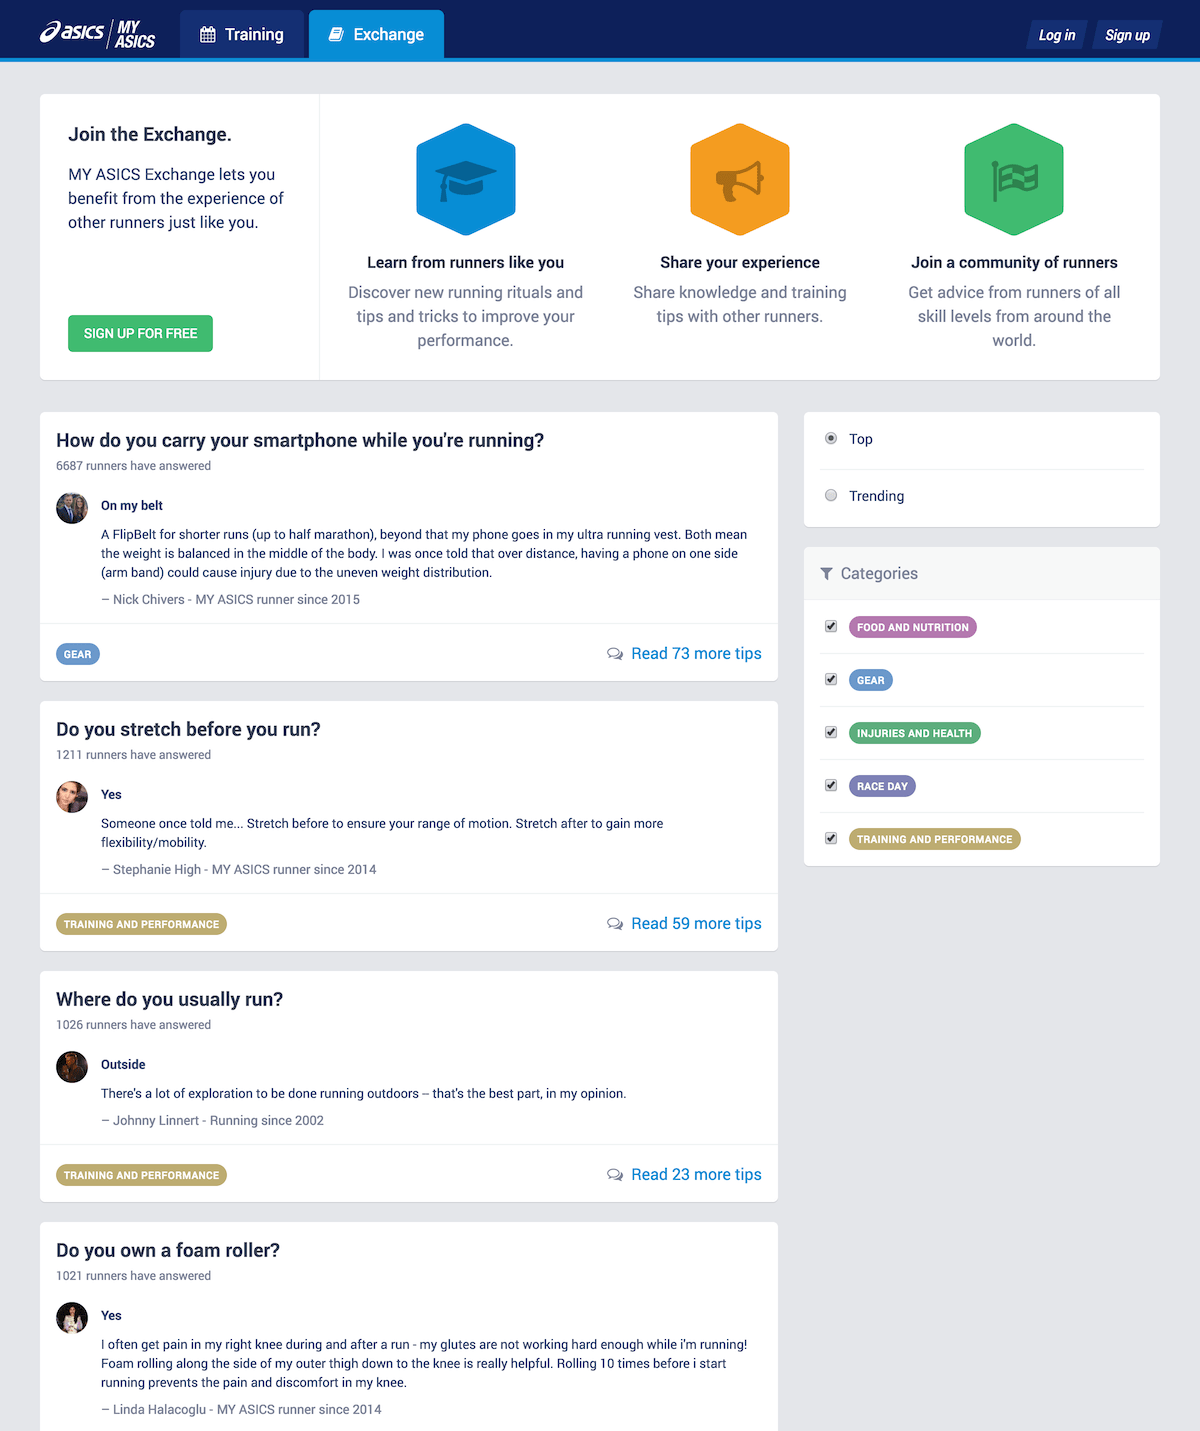 asics MY ASICS
Training
Exchange
Log in
Sign up
Join the Exchange.
MY ASICS Exchange lets you
benefit from the experience of
other runners just like you.
SIGN UP FOR FREE
Learn from runners like you
Discover new running rituals and
tips and tricks to improve your
performance.
Share your experience
Share knowledge and training
tips with other runners.
Join a community of runners
Get advice from runners of all
skill levels from around the
world.
How do you carry your smartphone while you're running?
6687 runners have answered
On my belt
A FlipBelt for shorter runs (up to half marathon), beyond that my phone goes in my ultra running vest. Both mean
the weight is balanced in the middle of the body. I was once told that over distance, having a phone on one side
(arm band) could cause injury due to the uneven weight distribution.
– Nick Chivers - MY ASICS runner since 2015
GEAR
Read 73 more tips
Do you stretch before you run?
1211 runners have answered
Yes
Someone once told me... Stretch before to ensure your range of motion. Stretch after to gain more
flexibility/mobility.
– Stephanie High - MY ASICS runner since 2014
TRAINING AND PERFORMANCE
Read 59 more tips
Where do you usually run?
1026 runners have answered
Outside
There's a lot of exploration to be done running outdoors -- that's the best part, in my opinion.
– Johnny Linnert - Running since 2002
TRAINING AND PERFORMANCE
Read 23 more tips
Do you own a foam roller?
1021 runners have answered
Yes
I often get pain in my right knee during and after a run - my glutes are not working hard enough while i'm running!
Foam rolling along the side of my outer thigh down to the knee is really helpful. Rolling 10 times before i start
running prevents the pain and discomfort in my knee.
– Linda Halacoglu - MY ASICS runner since 2014
Top
Trending
Categories
FOOD AND NUTRITION
GEAR
INJURIES AND HEALTH
RACE DAY
TRAINING AND PERFORMANCE